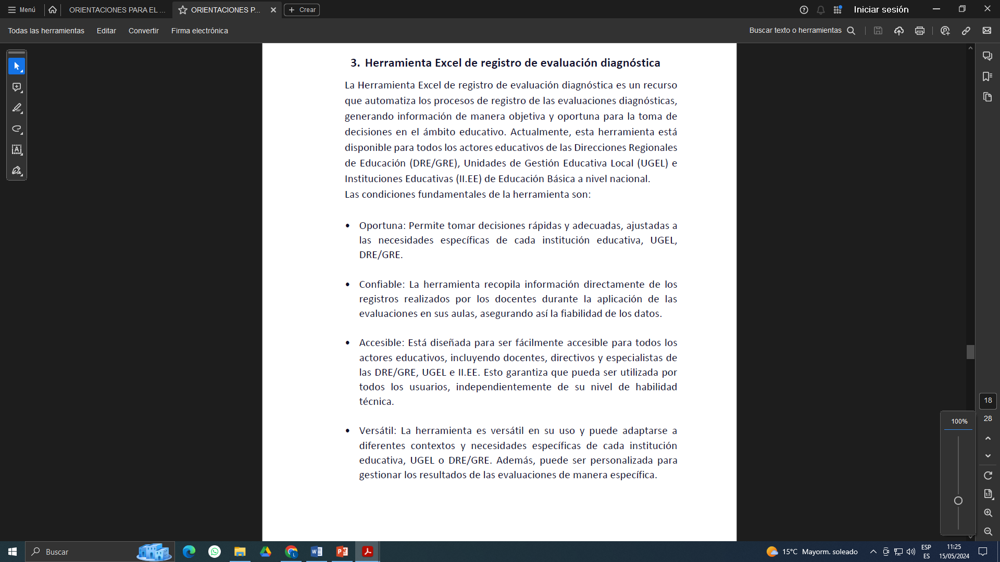 Menú
ORIENTACIONES PARA EL ...
ORIENTACIONES P...
Crear
Iniciar sesión
Todas las herramientas
Editar
Convertir
Firma electrónica
Buscar texto o herramientas
3. Herramienta Excel de registro de evaluación diagnóstica
La Herramienta Excel de registro de evaluación diagnóstica es un recurso
que automatiza los procesos de registro de las evaluaciones diagnósticas,
generando información de manera objetiva y oportuna para la toma de
decisiones en el ámbito educativo. Actualmente, esta herramienta está
disponible para todos los actores educativos de las Direcciones Regionales
de Educación (DRE/GRE), Unidades de Gestión Educativa Local (UGEL) e
Instituciones Educativas (II.EE) de Educación Básica a nivel nacional.
Las condiciones fundamentales de la herramienta son:
• Oportuna: Permite tomar decisiones rápidas y adecuadas, ajustadas a
las necesidades específicas de cada institución educativa, UGEL,
DRE/GRE.
• Confiable: La herramienta recopila información directamente de los
registros realizados por los docentes durante la aplicación de las
evaluaciones en sus aulas, asegurando así la fiabilidad de los datos.
• Accesible: Está diseñada para ser fácilmente accesible para todos los
actores educativos, incluyendo docentes, directivos y especialistas de
las DRE/GRE, UGEL e II.EE. Esto garantiza que pueda ser utilizada por
todos los usuarios, independientemente de su nivel de habilidad
técnica.
• Versátil: La herramienta es versátil en su uso y puede adaptarse a
diferentes contextos y necesidades específicas de cada institución
educativa, UGEL o DRE/GRE. Además, puede ser personalizada para
gestionar los resultados de las evaluaciones de manera específica.
18
28
100%
Buscar
15°C Mayorm. soleado
ESP
ES
11:25
15/05/2024